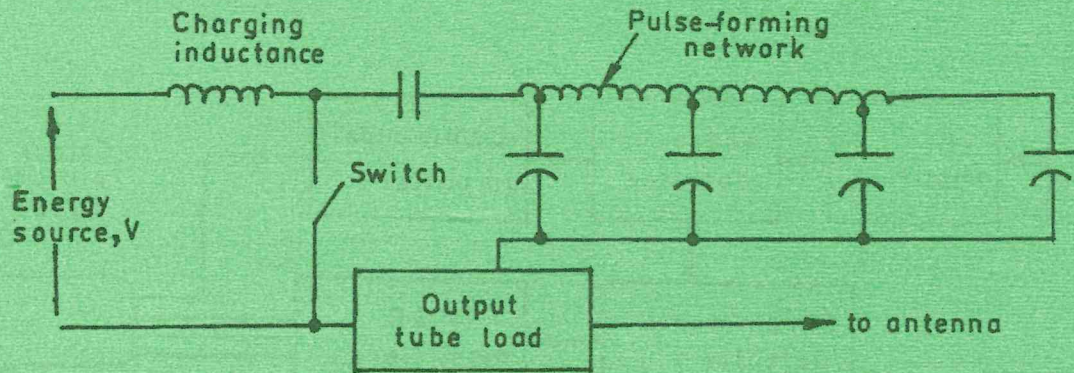 Charging
inductance
Pulse-forming
network
Switch
Energy
source,V
Output
tube load
to antenna